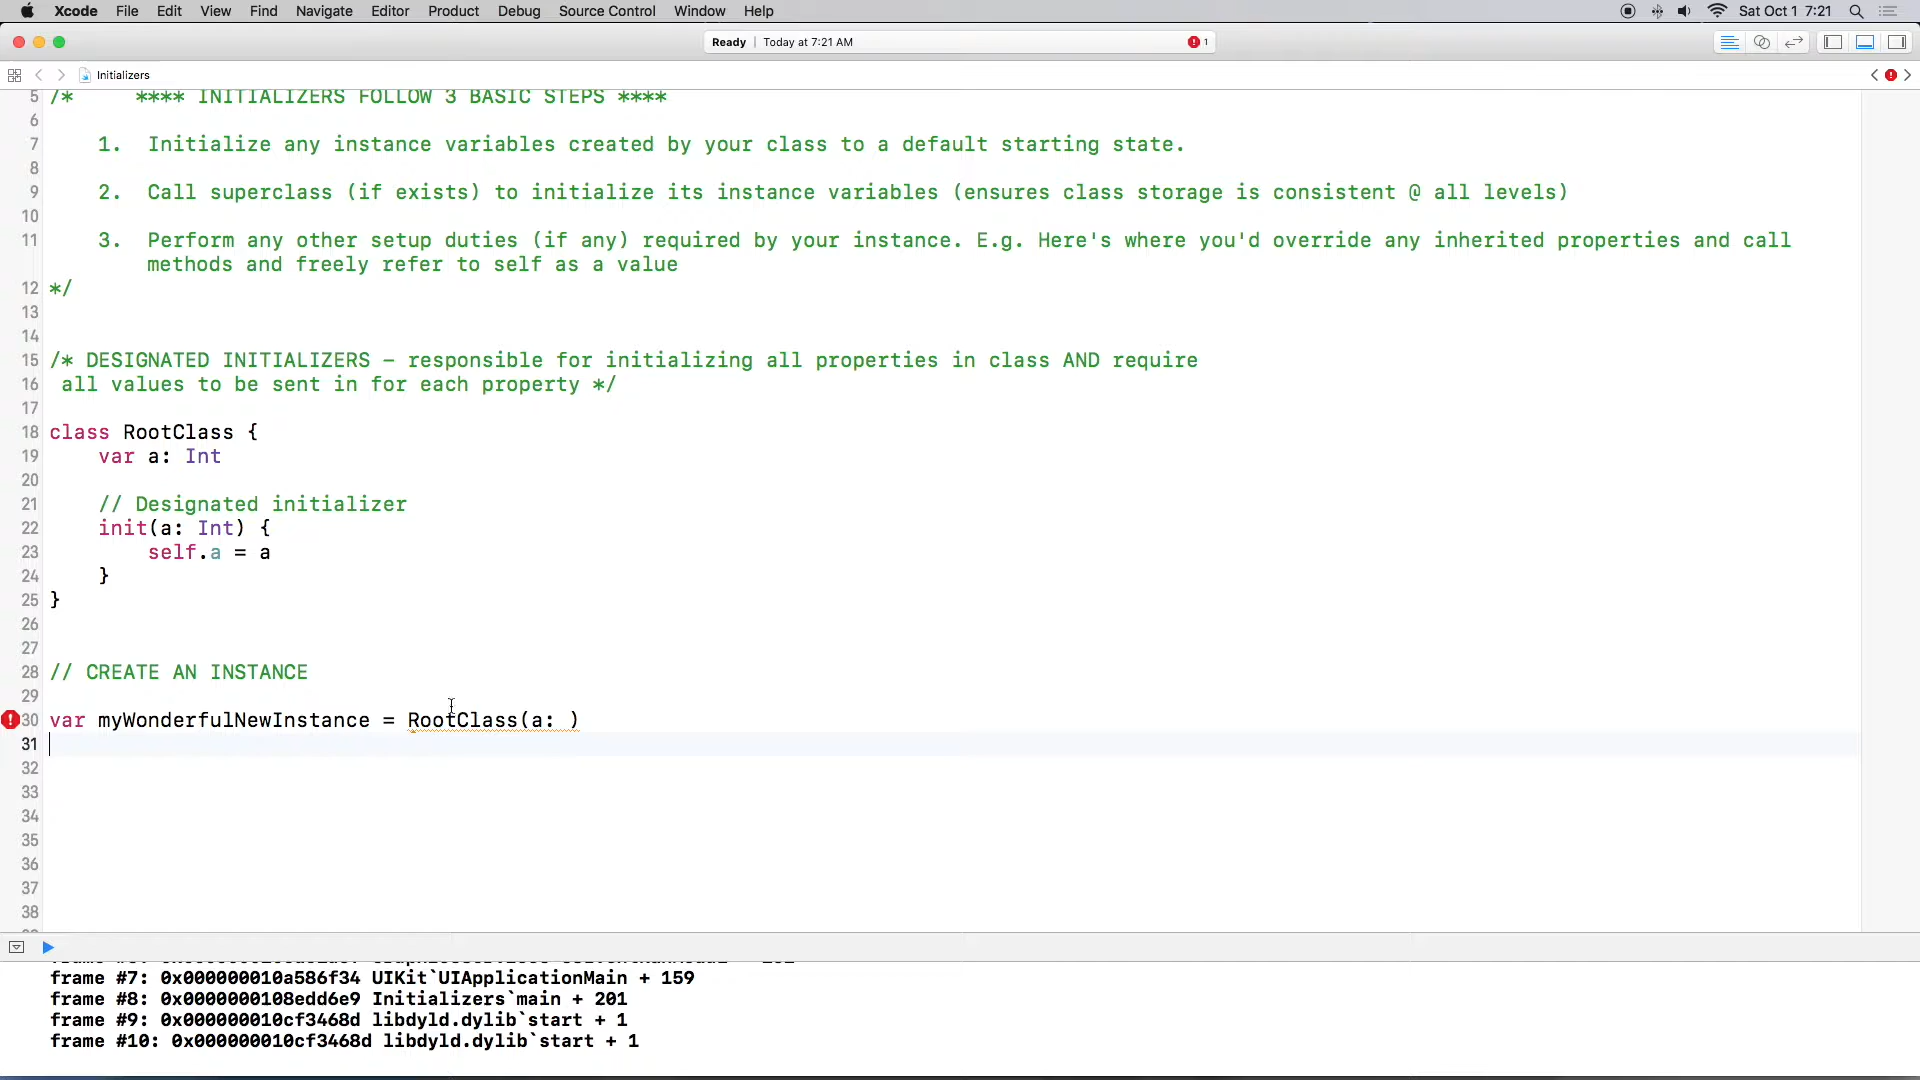 Xcode File Edit View Find Navigate Editor Product Debug Source Control Window Help Sat Oct 1 7:21
Ready | Today at 7:21 AM 1
Initializers
5 /*     **** INITIALIZERS FOLLOW 3 BASIC STEPS ****
6
7 1. Initialize any instance variables created by your class to a default starting state.
8
9 2. Call superclass (if exists) to initialize its instance variables (ensures class storage is consistent @ all levels)
10
11 3. Perform any other setup duties (if any) required by your instance. E.g. Here's where you'd override any inherited properties and call
methods and freely refer to self as a value
12 */
13
14
15 /* DESIGNATED INITIALIZERS – responsible for initializing all properties in class AND require
16 all values to be sent in for each property */
17
18 class RootClass {
19 var a: Int
20
21 // Designated initializer
22 init(a: Int) {
23 self.a = a
24 }
25 }
26
27
28 // CREATE AN INSTANCE
29
30 var myWonderfulNewInstance = RootClass(a: )
31
32
33
34
35
36
37
38
frame #7: 0x000000010a586f34 UIKit`UIApplicationMain + 159
frame #8: 0x0000000108edd6e9 Initializers`main + 201
frame #9: 0x000000010cf3468d libdyld.dylib`start + 1
frame #10: 0x000000010cf3468d libdyld.dylib`start + 1